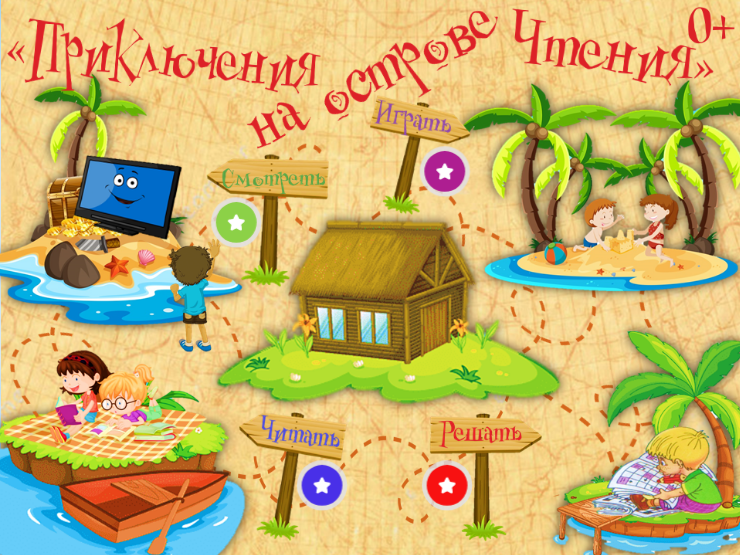 «Приключения на острове Чтения»
0+
Играть
Смотреть
Читать
Решать